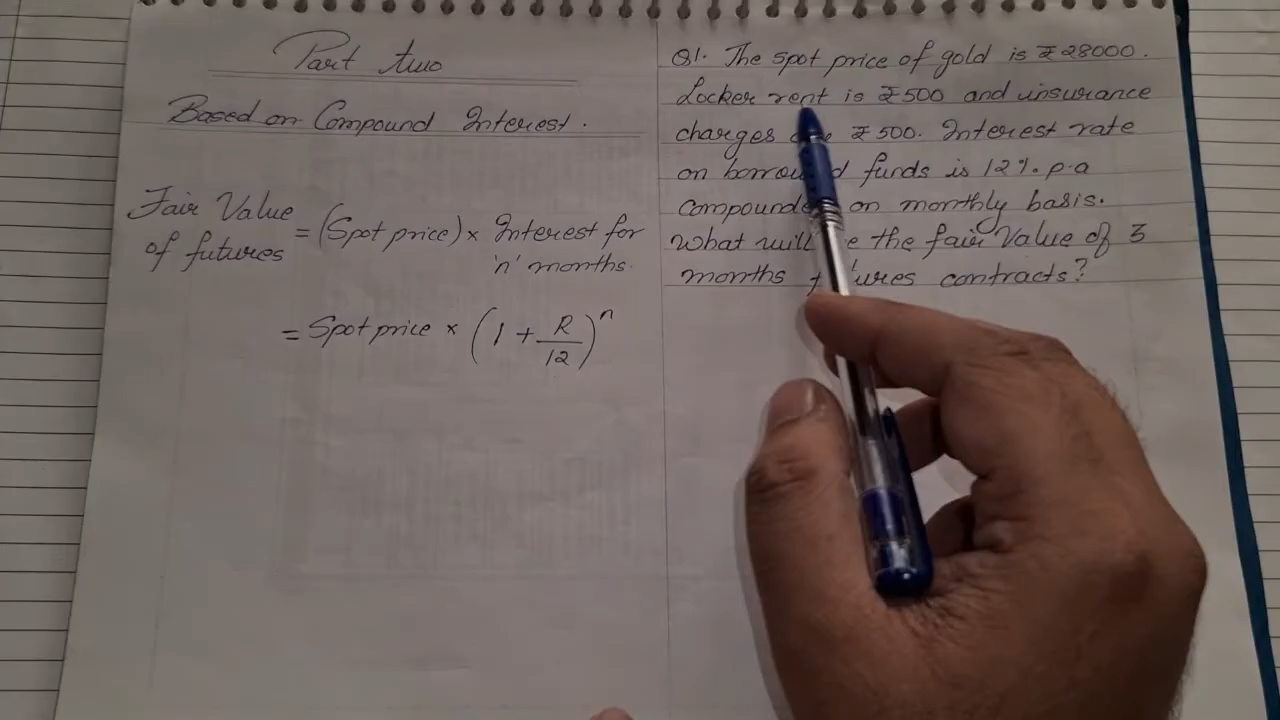 Part two
Based on Compound Interest.
Fair Value
of futures
= (Spot price) × Interest for
'n' months.
= Spot price × (1 + R/12)^n
Q1. The spot price of gold is ₹28000.
Locker rent is ₹500 and insurance
charges ₹500. Interest rate
on funds is 12% p.a
on monthly basis.
What the fair value of 3
months contracts?